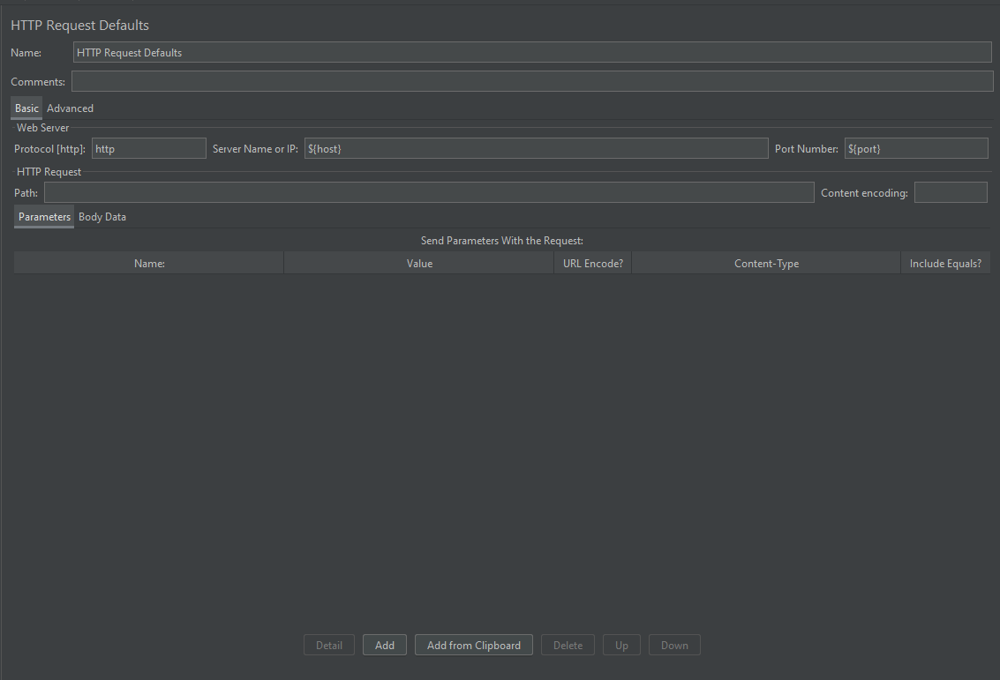 HTTP Request Defaults
Name: HTTP Request Defaults
Comments:
Basic Advanced
Web Server
Protocol [http]: http Server Name or IP: ${host} Port Number: ${port}
HTTP Request
Path: Content encoding:
Parameters Body Data
Send Parameters With the Request:
Name: Value URL Encode? Content-Type Include Equals?
Detail Add Add from Clipboard Delete Up Down